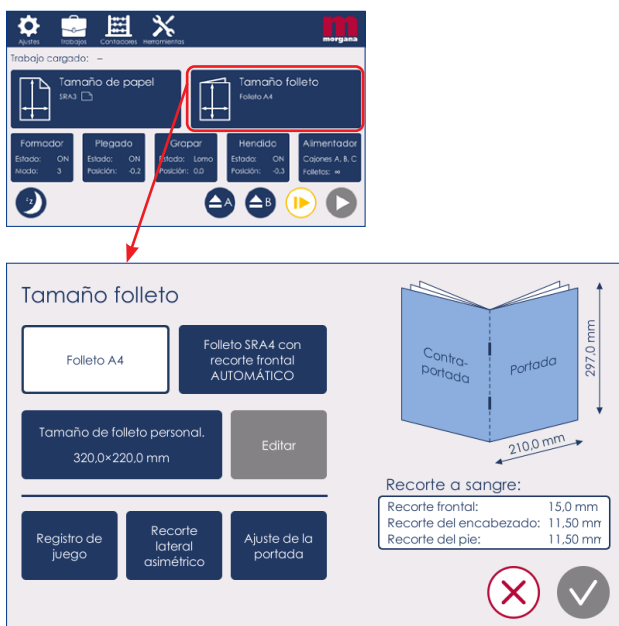 Ajustes
Trabajos
Contadores
Herramientas
morgana
Trabajo cargado: –
Tamaño de papel
SRA3
Tamaño folleto
Folleto A4
Formador
Estado: ON
Modo: 3
Plegado
Estado: ON
Posición: -0,2
Grapar
Estado: Lomo
Posición: 0,0
Hendido
Estado: ON
Posición: -0,3
Alimentador
Cajones A, B, C
Folletos: ∞
A
B
Tamaño folleto
Folleto A4
Folleto SRA4 con
recorte frontal
AUTOMÁTICO
Tamaño de folleto personal.
320,0×220,0 mm
Editar
Registro de
juego
Recorte
lateral
asimétrico
Ajuste de la
portada
Contra-
portada
Portada
297,0 mm
210,0 mm
Recorte a sangre:
Recorte frontal: 15,0 mm
Recorte del encabezado: 11,50 mm
Recorte del pie: 11,50 mm